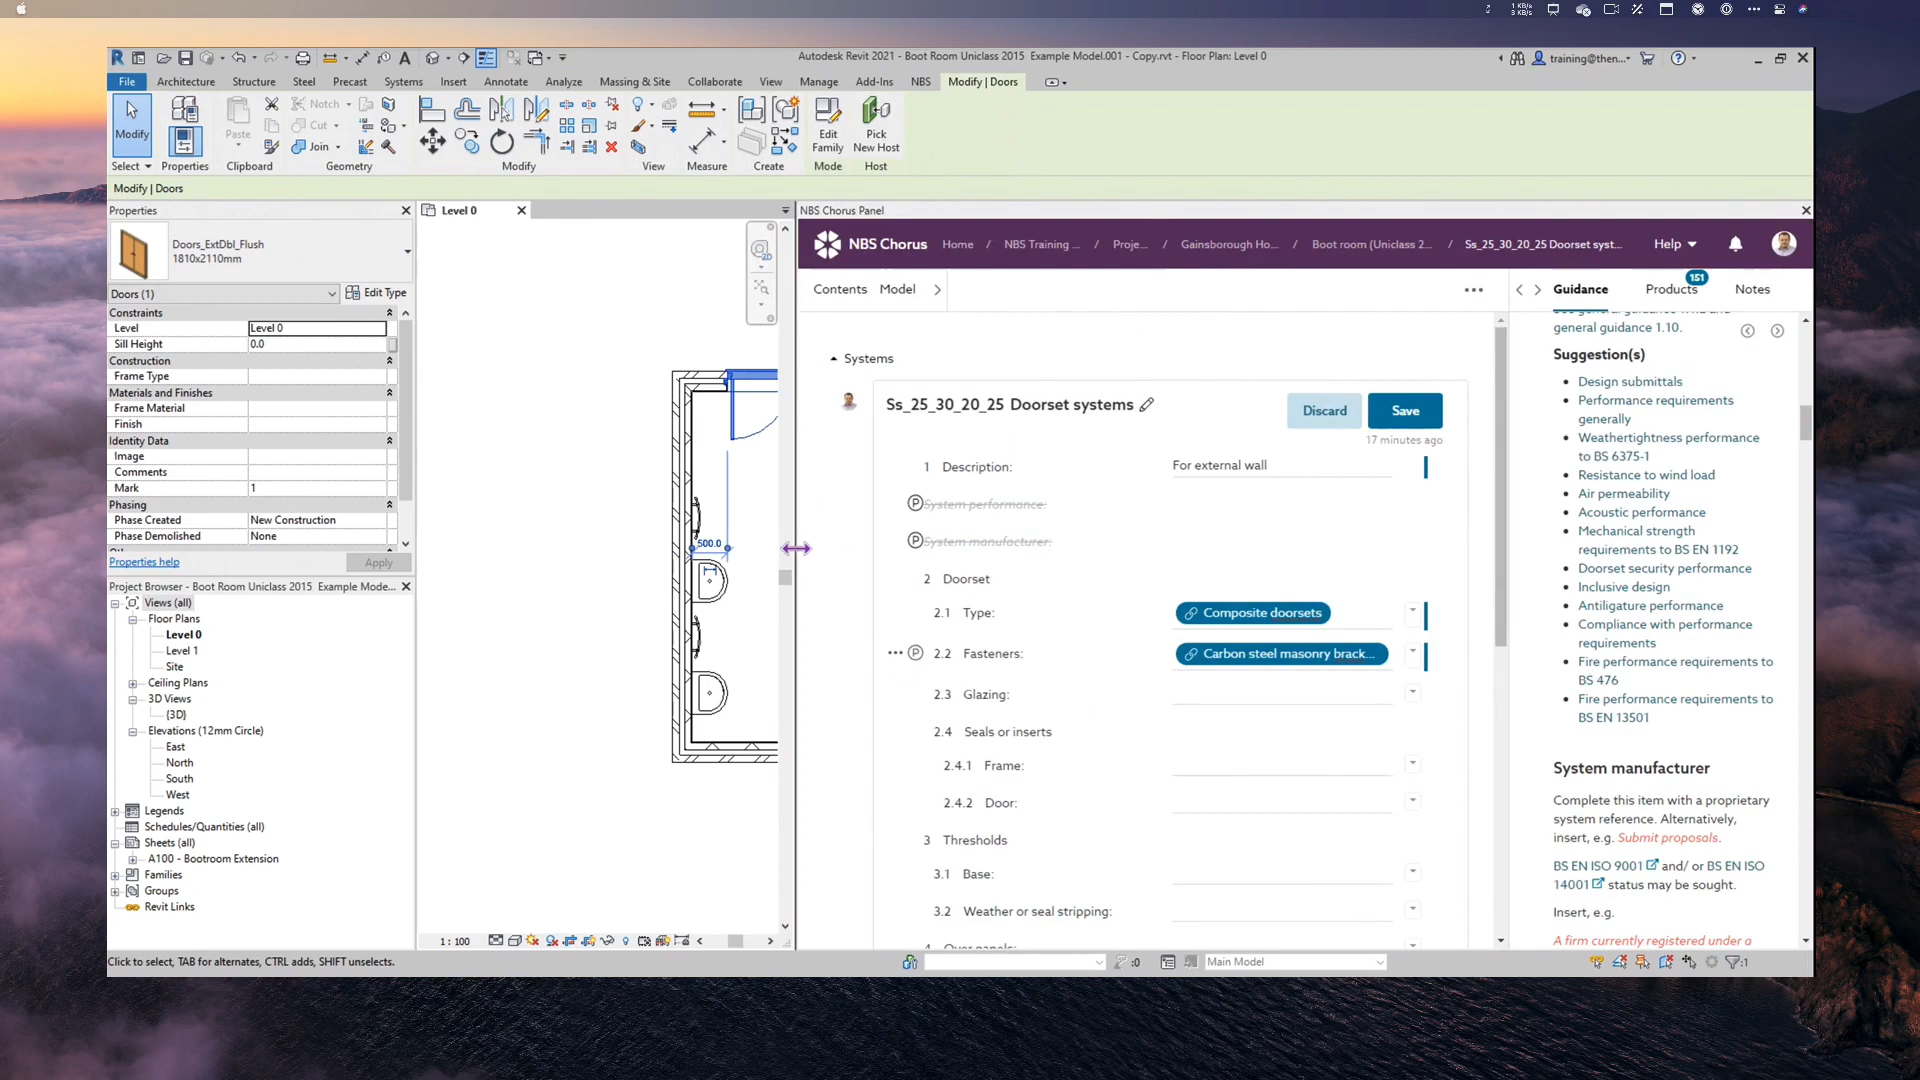 1 KB/s
3 KB/s
Autodesk Revit 2021 - Boot Room Uniclass 2015 Example Model.001 - Copy.rvt - Floor Plan: Level 0
training@then...
File Architecture Structure Steel Precast Systems Insert Annotate Analyze Massing & Site Collaborate View Manage Add-Ins NBS Modify | Doors
Modify
Paste
Notch
Cut
Join
Edit Family
Pick New Host
Select Properties Clipboard Geometry Modify View Measure Create Mode Host
Modify | Doors
Properties
Level 0
NBS Chorus Panel
Doors_ExtDbl_Flush
1810x2110mm
Doors (1)
Edit Type
Constraints
Level Level 0
Sill Height 0.0
Construction
Frame Type
Materials and Finishes
Frame Material
Finish
Identity Data
Image
Comments
Mark 1
Phasing
Phase Created New Construction
Phase Demolished None
Properties help
Apply
Project Browser - Boot Room Uniclass 2015 Example Mode...
Views (all)
Floor Plans
Level 0
Level 1
Site
Ceiling Plans
3D Views
{3D}
Elevations (12mm Circle)
East
North
South
West
Legends
Schedules/Quantities (all)
Sheets (all)
A100 - Bootroom Extension
Families
Groups
Revit Links
2D
500.0
1 : 100
NBS Chorus Home / NBS Training ... / Proje... / Gainsborough Ho... / Boot room (Uniclass 2... / Ss_25_30_20_25 Doorset syst...
Help
Contents Model
Systems
Ss_25_30_20_25 Doorset systems
Discard Save
17 minutes ago
1 Description: For external wall
P System performance:
P System manufacturer:
2 Doorset
2.1 Type: Composite doorsets
P 2.2 Fasteners: Carbon steel masonry brack...
2.3 Glazing:
2.4 Seals or inserts
2.4.1 Frame:
2.4.2 Door:
3 Thresholds
3.1 Base:
3.2 Weather or seal stripping:
Guidance Products 151 Notes
general guidance 1.10.
Suggestion(s)
Design submittals
Performance requirements
generally
Weathertightness performance
to BS 6375-1
Resistance to wind load
Air permeability
Acoustic performance
Mechanical strength
requirements to BS EN 1192
Doorset security performance
Inclusive design
Antiligature performance
Compliance with performance
requirements
Fire performance requirements to
BS 476
Fire performance requirements to
BS EN 13501
System manufacturer
Complete this item with a proprietary
system reference. Alternatively,
insert, e.g. Submit proposals.
BS EN ISO 9001 and/ or BS EN ISO
14001 status may be sought.
Insert, e.g.
A firm currently registered under a
Click to select, TAB for alternates, CTRL adds, SHIFT unselects.
:0
Main Model
:1